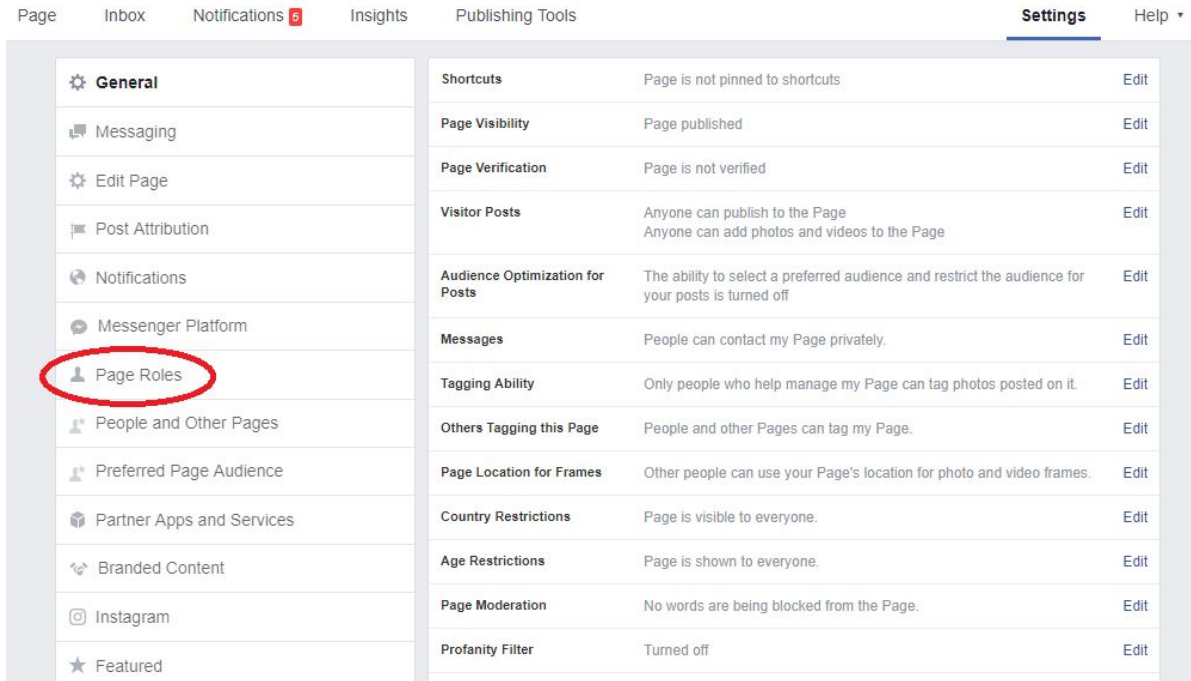 Page Inbox Notifications 5 Insights Publishing Tools Settings Help
General
Messaging
Edit Page
Post Attribution
Notifications
Messenger Platform
Page Roles
People and Other Pages
Preferred Page Audience
Partner Apps and Services
Branded Content
Instagram
Featured
Shortcuts Page is not pinned to shortcuts Edit
Page Visibility Page published Edit
Page Verification Page is not verified Edit
Visitor Posts Anyone can publish to the Page Edit
Anyone can add photos and videos to the Page
Audience Optimization for The ability to select a preferred audience and restrict the audience for Edit
Posts your posts is turned off
Messages People can contact my Page privately. Edit
Tagging Ability Only people who help manage my Page can tag photos posted on it. Edit
Others Tagging this Page People and other Pages can tag my Page. Edit
Page Location for Frames Other people can use your Page's location for photo and video frames. Edit
Country Restrictions Page is visible to everyone. Edit
Age Restrictions Page is shown to everyone. Edit
Page Moderation No words are being blocked from the Page. Edit
Profanity Filter Turned off Edit